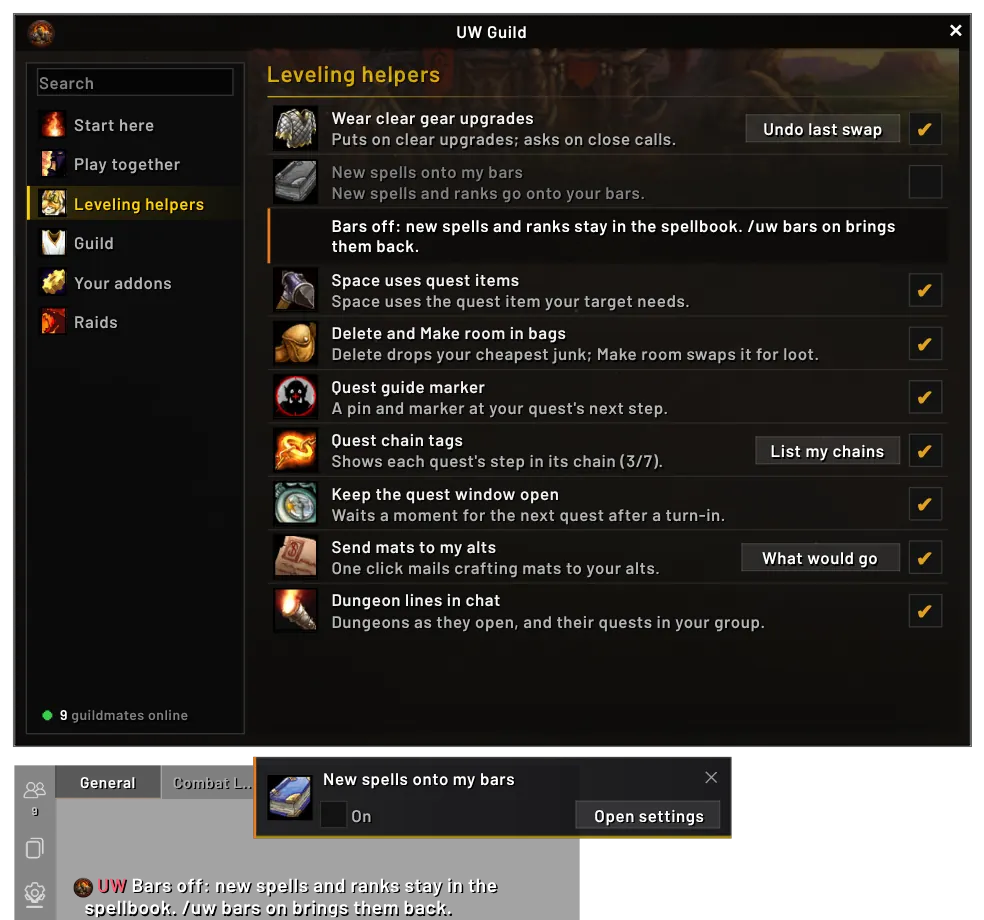 UW Guild
Search
Start here
Play together
Leveling helpers
Guild
Your addons
Raids
9 guildmates online
Leveling helpers
Wear clear gear upgrades
Puts on clear upgrades; asks on close calls.
Undo last swap
New spells onto my bars
New spells and ranks go onto your bars.
Bars off: new spells and ranks stay in the spellbook. /uw bars on brings
them back.
Space uses quest items
Space uses the quest item your target needs.
Delete and Make room in bags
Delete drops your cheapest junk; Make room swaps it for loot.
Quest guide marker
A pin and marker at your quest's next step.
Quest chain tags
Shows each quest's step in its chain (3/7).
List my chains
Keep the quest window open
Waits a moment for the next quest after a turn-in.
Send mats to my alts
One click mails crafting mats to your alts.
What would go
Dungeon lines in chat
Dungeons as they open, and their quests in your group.
9
General
Combat L...
New spells onto my bars
On
Open settings
UW Bars off: new spells and ranks stay in the
spellbook. /uw bars on brings them back.